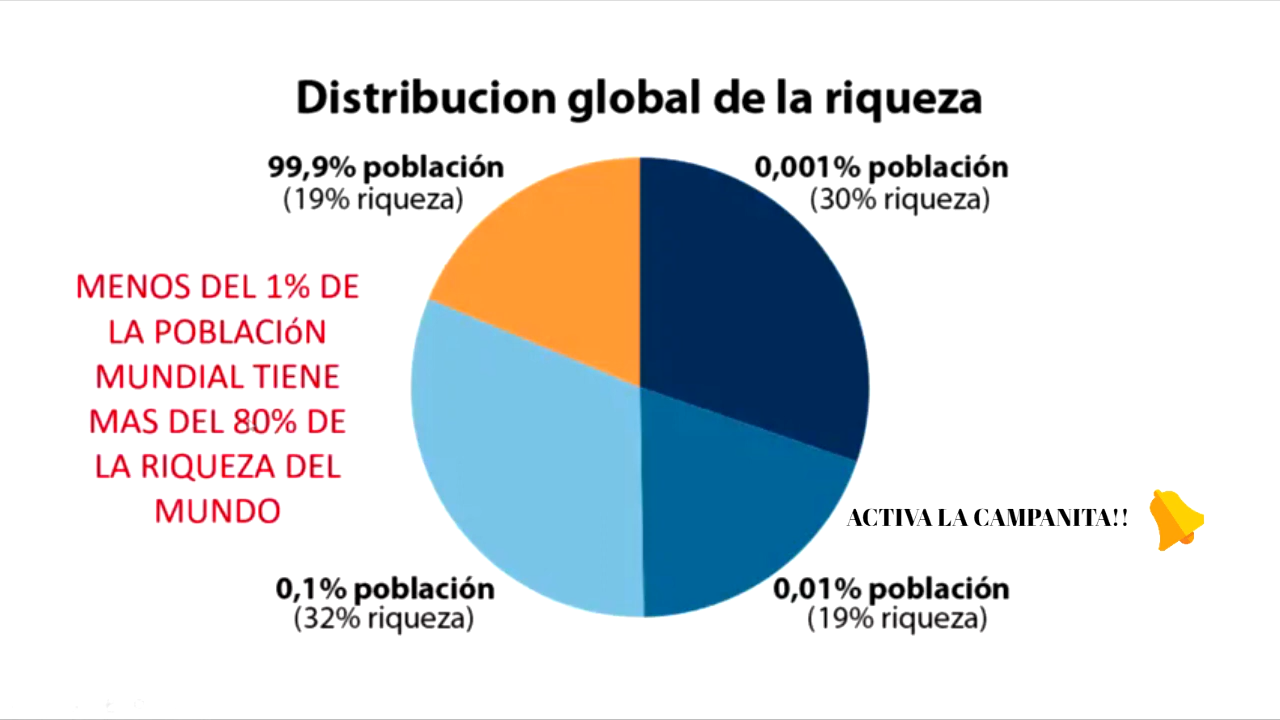 Distribucion global de la riqueza
99,9% población
(19% riqueza)
0,001% población
(30% riqueza)
MENOS DEL 1% DE
LA POBLACIóN
MUNDIAL TIENE
MAS DEL 80% DE
LA RIQUEZA DEL
MUNDO
ACTIVA LA CAMPANITA!!
0,1% población
(32% riqueza)
0,01% población
(19% riqueza)